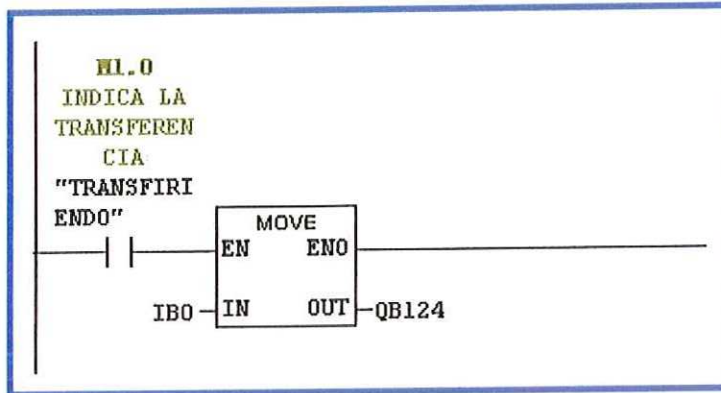 M1.0
INDICA LA
TRANSFEREN
CIA
"TRANSFIRI
ENDO"
MOVE
EN ENO
IB0 IN OUT QB124